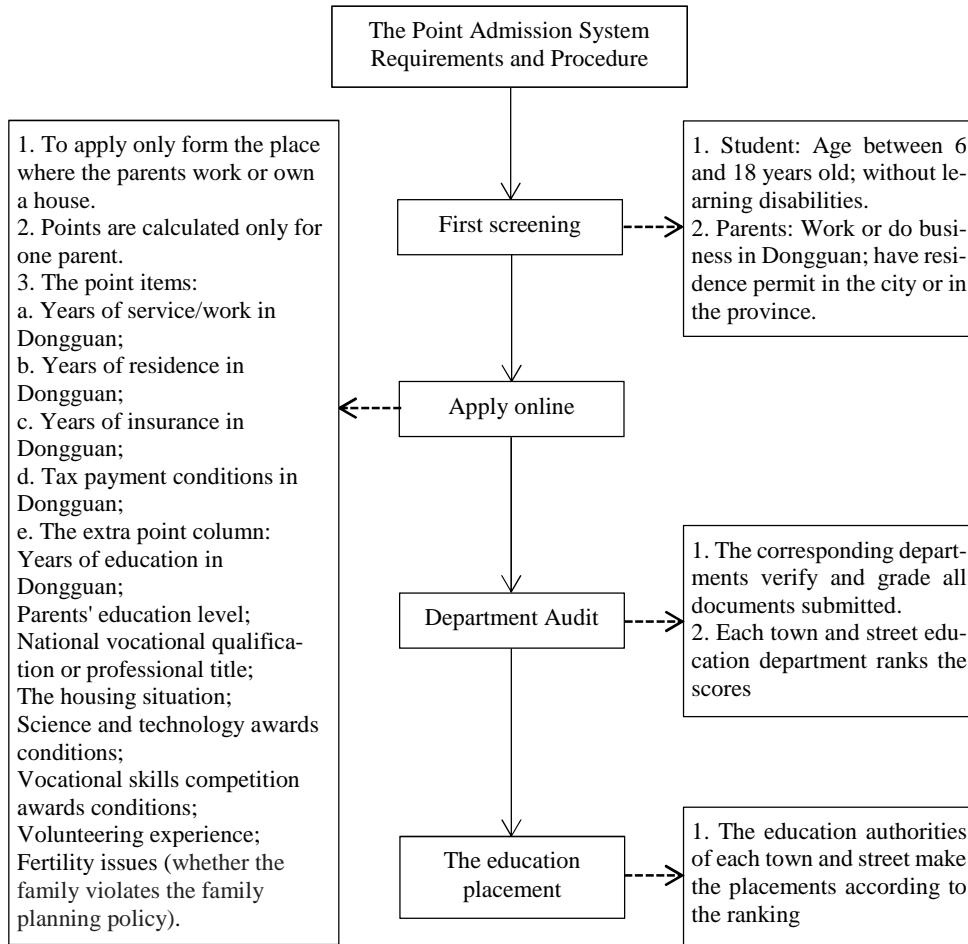 The Point Admission System
Requirements and Procedure
First screening
1. Student: Age between 6
and 18 years old; without le-
arning disabilities.
2. Parents: Work or do bus-
iness in Dongguan; have resi-
dence permit in the city or in
the province.
Apply online
1. To apply only form the place
where the parents work or own
a house.
2. Points are calculated only for
one parent.
3. The point items:
a. Years of service/work in
Dongguan;
b. Years of residence in
Dongguan;
c. Years of insurance in
Dongguan;
d. Tax payment conditions in
Dongguan;
e. The extra point column:
Years of education in
Dongguan;
Parents' education level;
National vocational qualifica-
tion or professional title;
The housing situation;
Science and technology awards
conditions;
Vocational skills competition
awards conditions;
Volunteering experience;
Fertility issues (whether the
family violates the family
planning policy).
Department Audit
1. The corresponding depart-
ments verify and grade all
documents submitted.
2. Each town and street edu-
cation department ranks the
scores
The education
placement
1. The education authorities
of each town and street make
the placements according to
the ranking